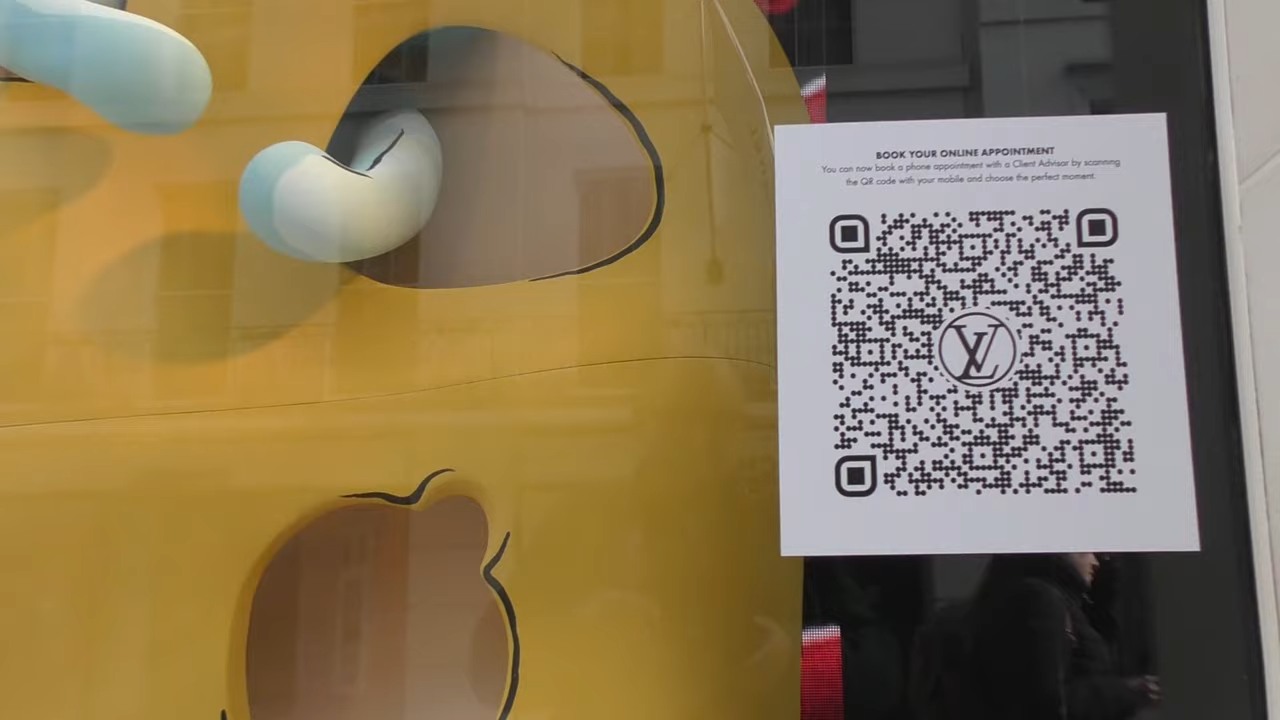 BOOK YOUR ONLINE APPOINTMENT
You can now book a phone appointment with a Client Advisor by scanning
the QR code with your mobile and choose the perfect moment.
LV